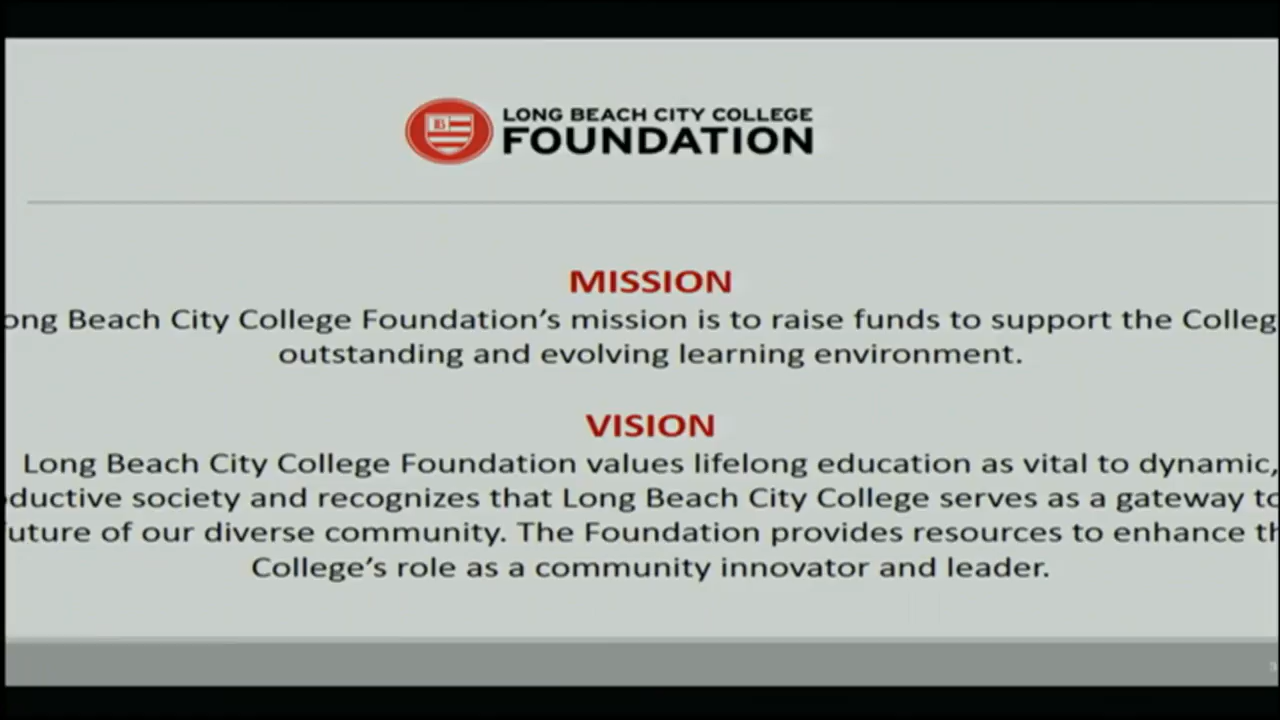 LONG BEACH CITY COLLEGE
FOUNDATION
MISSION
ong Beach City College Foundation’s mission is to raise funds to support the Colleg
outstanding and evolving learning environment.
VISION
Long Beach City College Foundation values lifelong education as vital to dynamic,
ductive society and recognizes that Long Beach City College serves as a gateway to
uture of our diverse community. The Foundation provides resources to enhance th
College’s role as a community innovator and leader.